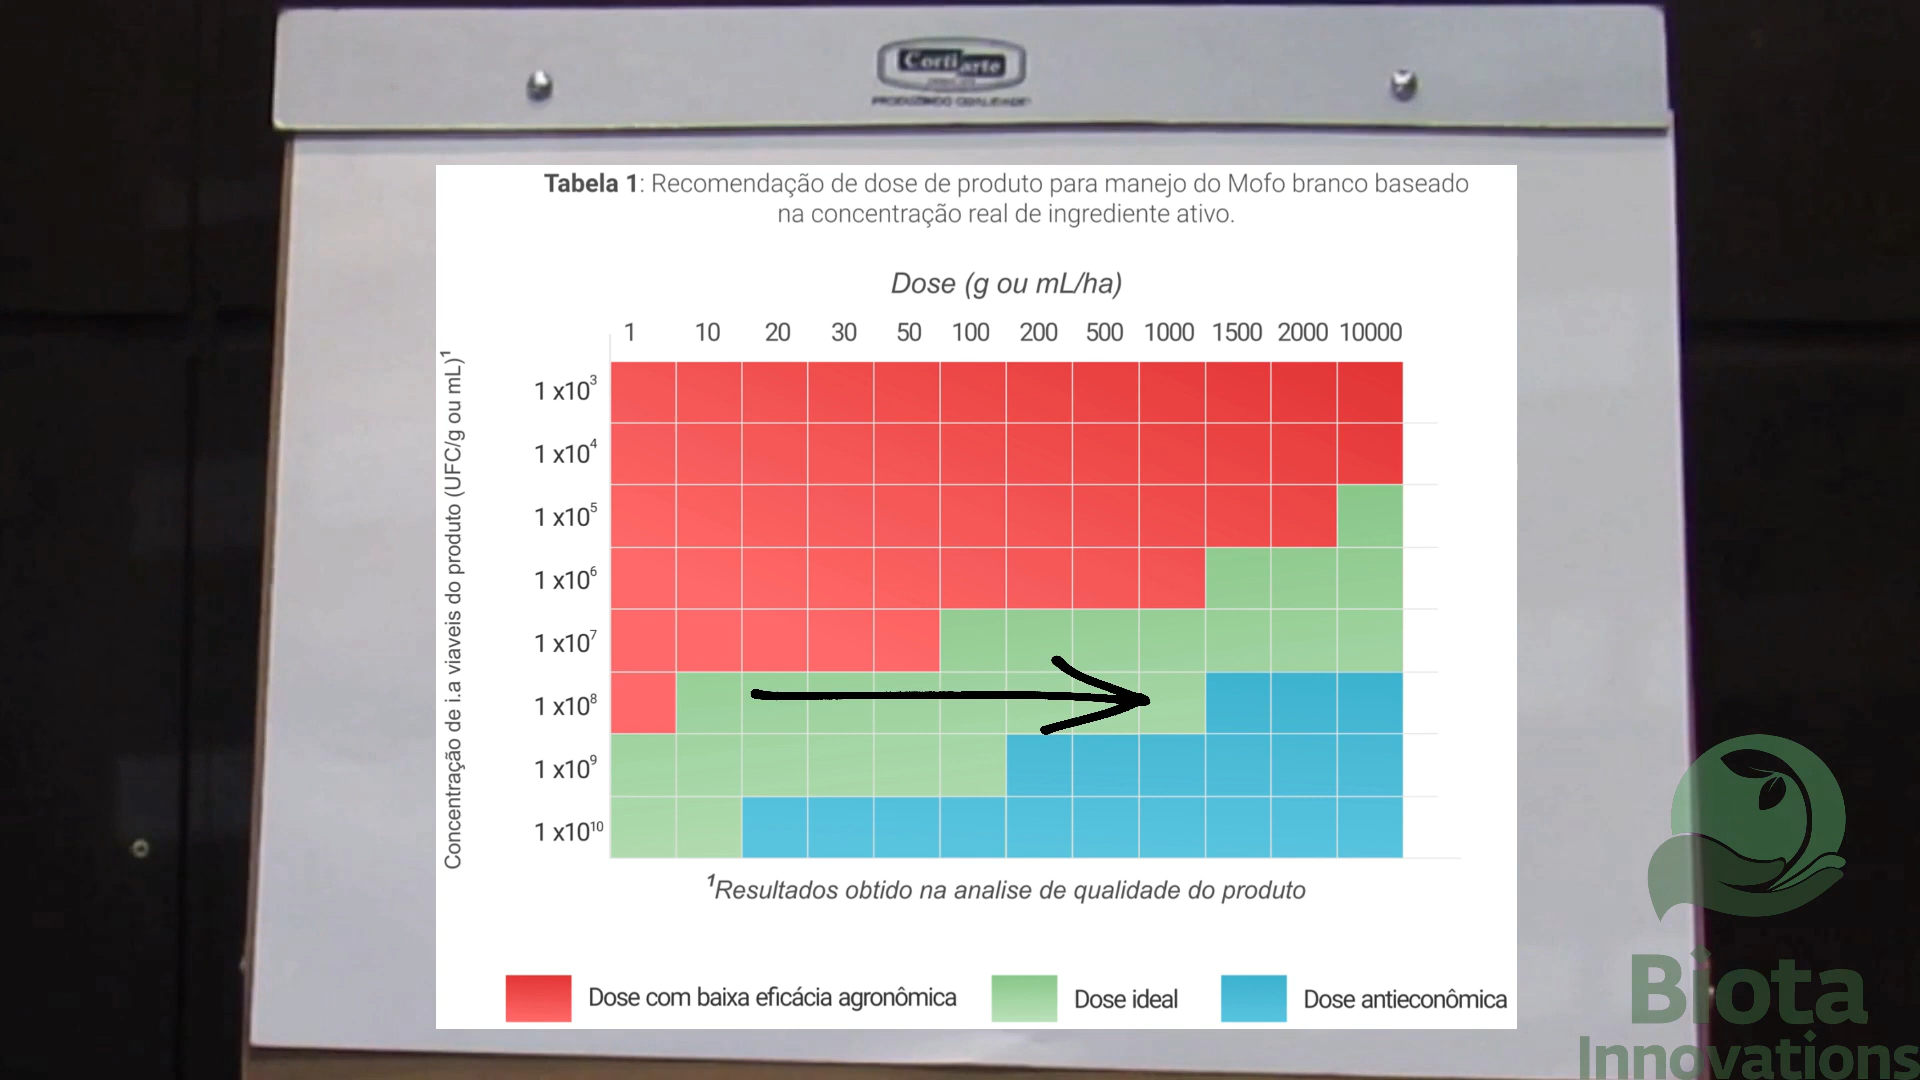 Cortiarte
PRODUZINDO QUALIDADE
Tabela 1: Recomendação de dose de produto para manejo do Mofo branco baseado
na concentração real de ingrediente ativo.
Dose (g ou mL/ha)
1 10 20 30 50 100 200 500 1000 1500 2000 10000
Concentração de i.a viaveis do produto (UFC/g ou mL)¹
1 x10³
1 x10⁴
1 x10⁵
1 x10⁶
1 x10⁷
1 x10⁸
1 x10⁹
1 x10¹⁰
¹Resultados obtido na analise de qualidade do produto
Dose com baixa eficácia agronômica
Dose ideal
Dose antieconômica
Biota
Innovations